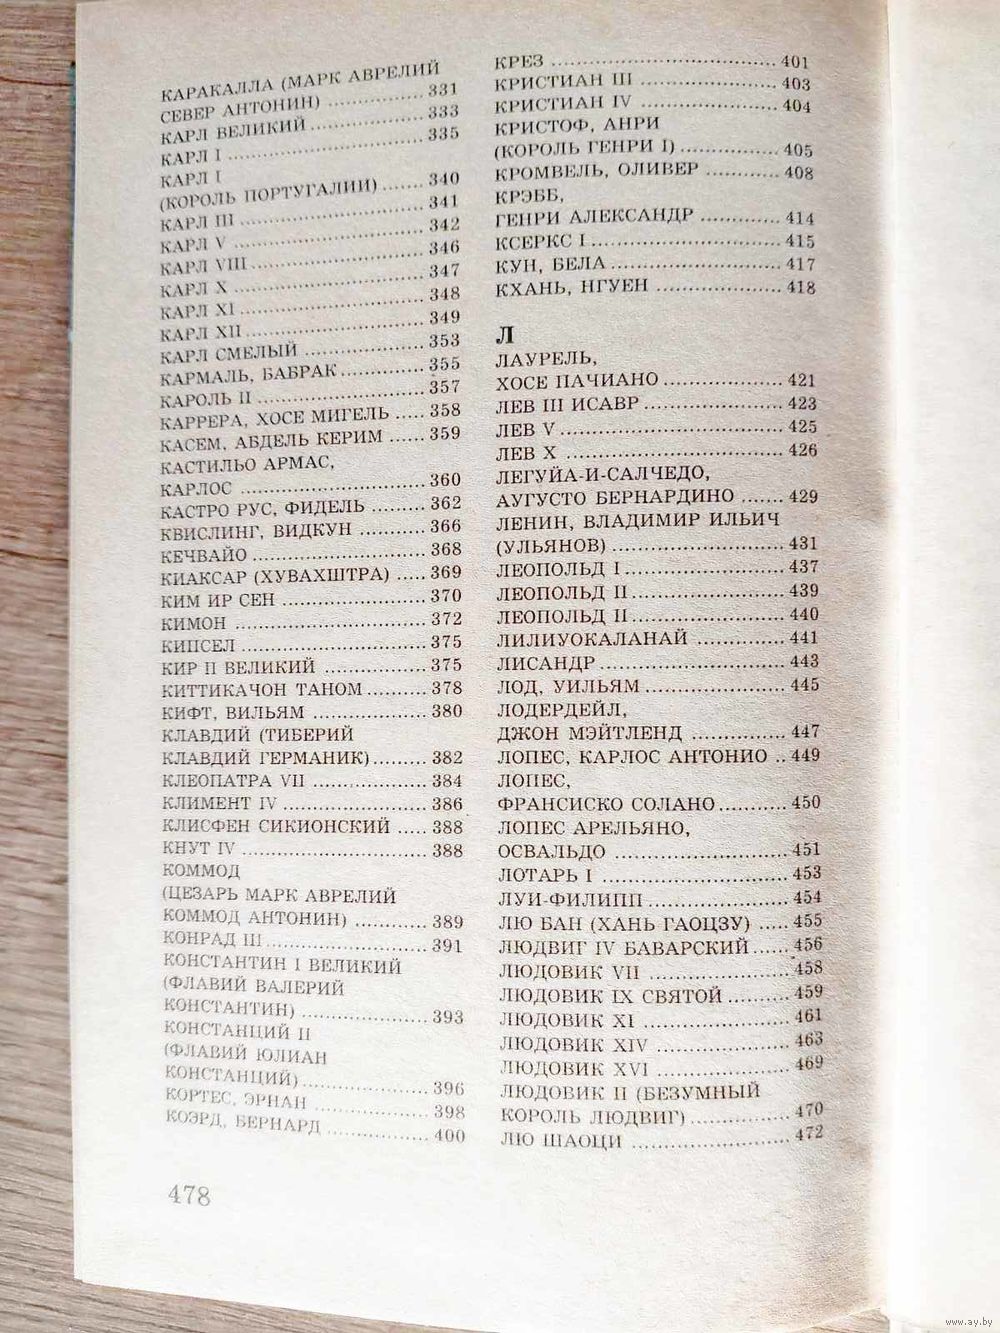 КАРАКАЛЛА (МАРК АВРЕЛИЙ
СЕВЕР АНТОНИН) ............... 331
КАРЛ ВЕЛИКИЙ .................. 333
КАРЛ I ............................... 335
КАРЛ I
(КОРОЛЬ ПОРТУГАЛИИ) ....... 340
КАРЛ III ............................. 341
КАРЛ V .............................. 342
КАРЛ VIII ........................... 346
КАРЛ X .............................. 347
КАРЛ XI ............................. 348
КАРЛ XII ............................ 349
КАРЛ СМЕЛЫЙ .................. 353
КАРМАЛЬ, БАБРАК ............. 355
КАРОЛЬ II ......................... 357
КАРРЕРА, ХОСЕ МИГЕЛЬ ..... 358
КАСЕМ, АБДЕЛЬ КЕРИМ ...... 359
КАСТИЛЬО АРМАС,
КАРЛОС ............................ 360
КАСТРО РУС, ФИДЕЛЬ ......... 362
КВИСЛИНГ, ВИДКУН ........... 366
КЕЧВАЙО .......................... 368
КИАКСАР (ХУВАХШТРА) ..... 369
КИМ ИР СЕН ...................... 370
КИМОН ............................. 372
КИПСЕЛ ............................ 375
КИР II ВЕЛИКИЙ ................ 375
КИТТИКАЧОН ТАНОМ ......... 378
КИФТ, ВИЛЬЯМ ................. 380
КЛАВДИЙ (ТИБЕРИЙ
КЛАВДИЙ ГЕРМАНИК) ......... 382
КЛЕОПАТРА VII .................. 384
КЛИМЕНТ IV ...................... 386
КЛИСФЕН СИКИОНСКИЙ ..... 388
КНУТ IV ............................ 388
КОММОД
(ЦЕЗАРЬ МАРК АВРЕЛИЙ
КОММОД АНТОНИН) ............ 389
КОНРАД III ........................ 391
КОНСТАНТИН I ВЕЛИКИЙ
(ФЛАВИЙ ВАЛЕРИЙ
КОНСТАНТИН) ................... 393
КОНСТАНЦИЙ II
(ФЛАВИЙ ЮЛИАН
КОНСТАНЦИЙ) ................... 396
КОРТЕС, ЭРНАН ................. 398
КОЭРД, БЕРНАРД ................ 400
478
КРЕЗ ................................ 401
КРИСТИАН III .................... 403
КРИСТИАН IV .................... 404
КРИСТОФ, АНРИ
(КОРОЛЬ ГЕНРИ I) ............... 405
КРОМВЕЛЬ, ОЛИВЕР ............ 408
КРЭББ,
ГЕНРИ АЛЕКСАНДР ............. 414
КСЕРКС I ........................... 415
КУН, БЕЛА ......................... 417
КХАНЬ, НГУЕН ................... 418
Л
ЛАУРЕЛЬ,
ХОСЕ ПАЧИАНО .................. 421
ЛЕВ III ИСАВР .................... 423
ЛЕВ V ............................... 425
ЛЕВ X ............................... 426
ЛЕГУЙА-И-САЛЧЕДО,
АУГУСТО БЕРНАРДИНО ....... 429
ЛЕНИН, ВЛАДИМИР ИЛЬИЧ
(УЛЬЯНОВ) ........................ 431
ЛЕОПОЛЬД I ....................... 437
ЛЕОПОЛЬД II ...................... 439
ЛЕОПОЛЬД II ...................... 440
ЛИЛИУОКАЛАНАЙ ............... 441
ЛИСАНДР .......................... 443
ЛОД, УИЛЬЯМ .................... 445
ЛОДЕРДЕЙЛ,
ДЖОН МЭЙТЛЕНД .............. 447
ЛОПЕС, КАРЛОС АНТОНИО .. 449
ЛОПЕС,
ФРАНСИСКО СОЛАНО ........... 450
ЛОПЕС АРЕЛЬЯНО,
ОСВАЛЬДО ........................ 451
ЛОТАРЬ I .......................... 453
ЛУИ-ФИЛИПП .................... 454
ЛЮ БАН (ХАНЬ ГАОЦЗУ) ..... 455
ЛЮДВИГ IV БАВАРСКИЙ ...... 456
ЛЮДОВИК VII .................... 458
ЛЮДОВИК IX СВЯТОЙ ......... 459
ЛЮДОВИК XI ..................... 461
ЛЮДОВИК XIV ................... 463
ЛЮДОВИК XVI ................... 469
ЛЮДОВИК II (БЕЗУМНЫЙ
КОРОЛЬ ЛЮДВИГ) .............. 470
ЛЮ ШАОЦИ ....................... 472
www.ay.by